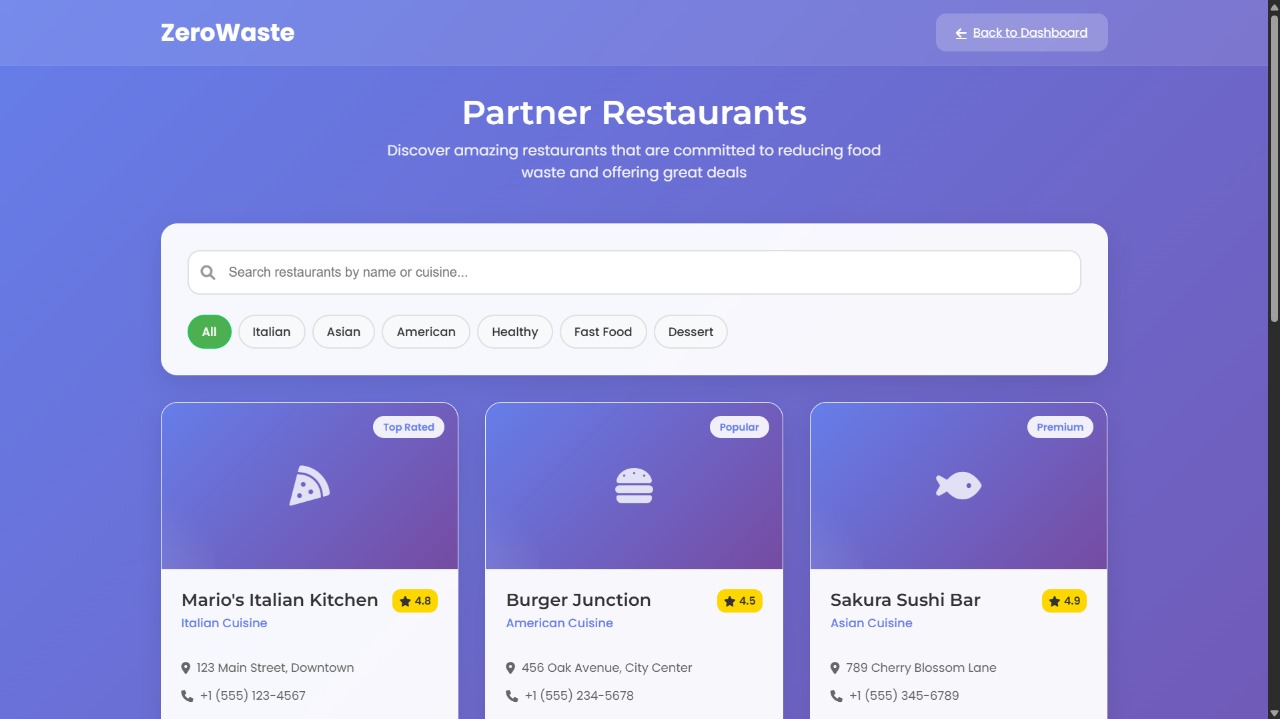 ZeroWaste
Back to Dashboard
Partner Restaurants
Discover amazing restaurants that are committed to reducing food
waste and offering great deals
Search restaurants by name or cuisine...
All
Italian
Asian
American
Healthy
Fast Food
Dessert
Top Rated
Popular
Premium
Mario's Italian Kitchen
4.8
Italian Cuisine
123 Main Street, Downtown
+1 (555) 123-4567
Burger Junction
4.5
American Cuisine
456 Oak Avenue, City Center
+1 (555) 234-5678
Sakura Sushi Bar
4.9
Asian Cuisine
789 Cherry Blossom Lane
+1 (555) 345-6789